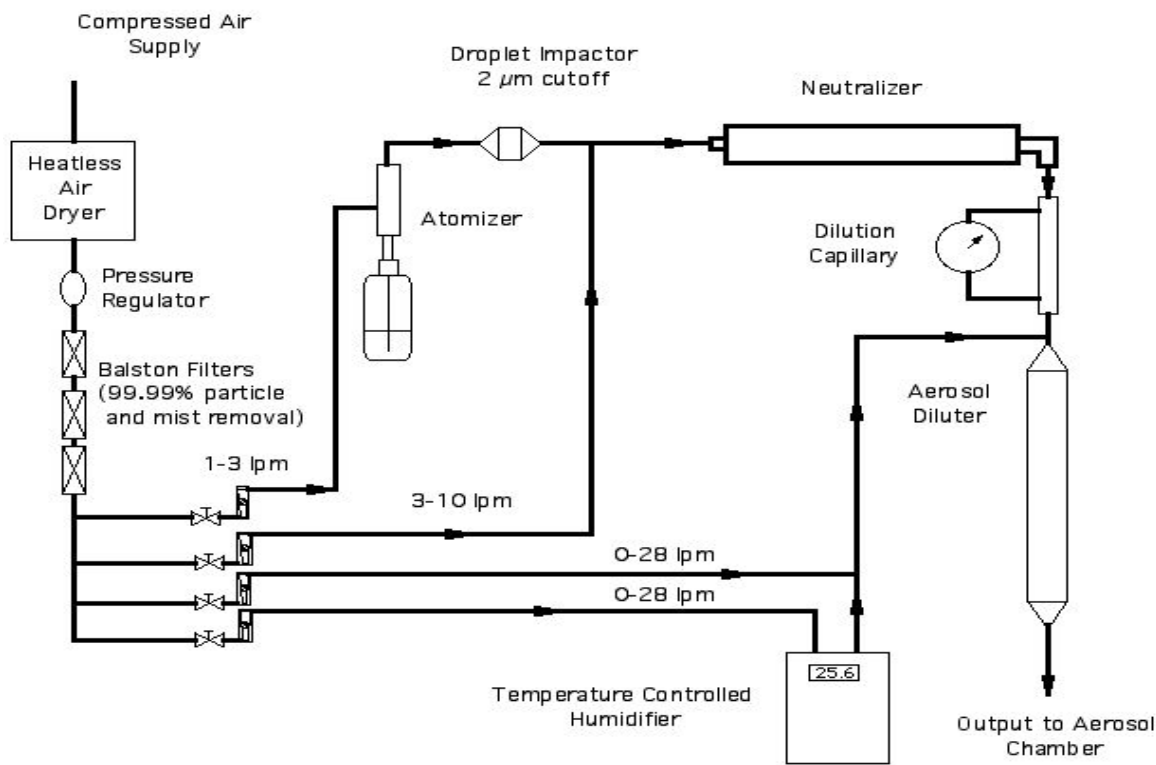 Compressed Air
Supply
Droplet Impactor
2 µm cutoff
Neutralizer
Heatless
Air
Dryer
Atomizer
Dilution
Capillary
Pressure
Regulator
Balston Filters
(99.99% particle
and mist removal)
Aerosol
Diluter
1-3 lpm
3-10 lpm
0-28 lpm
0-28 lpm
25.6
Temperature Controlled
Humidifier
Output to Aerosol
Chamber